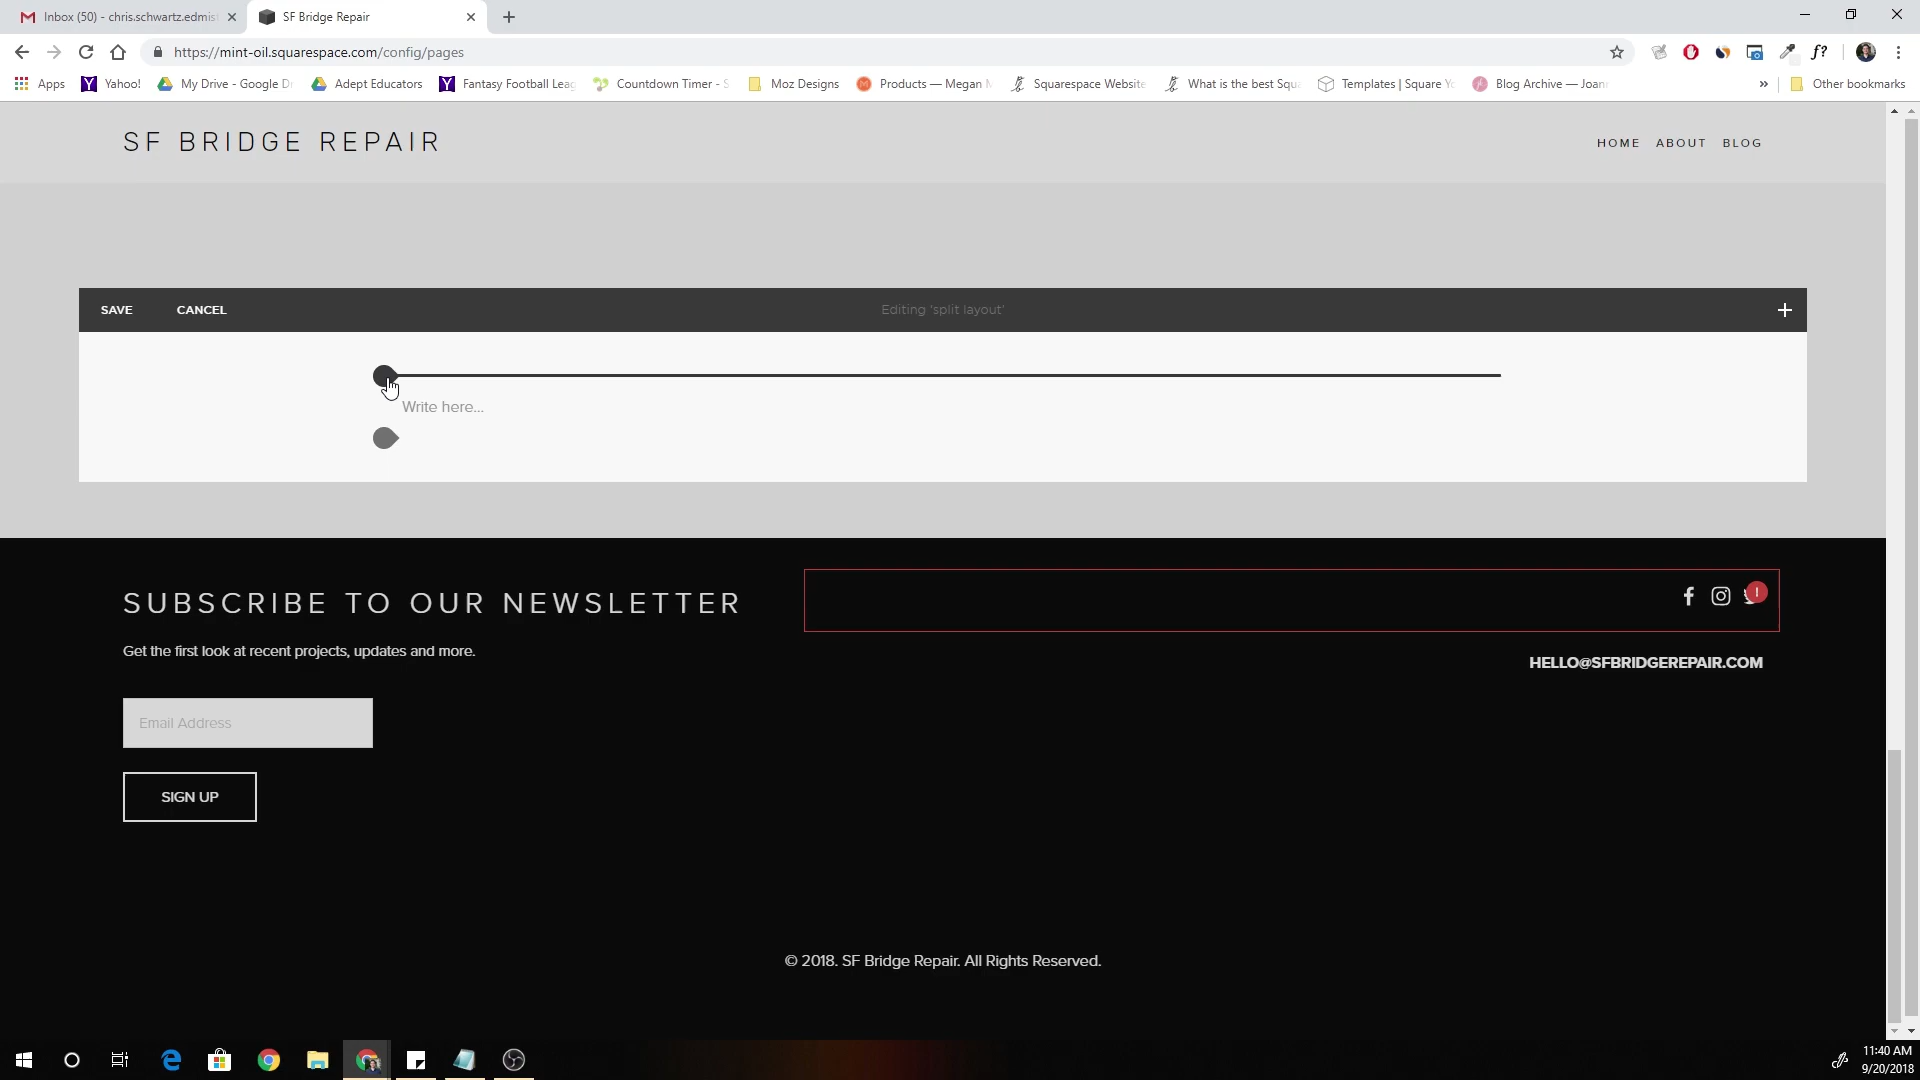 Inbox (50) - chris.schwartz.edmis
SF Bridge Repair
https://mint-oil.squarespace.com/config/pages
f?
Apps
Yahoo!
My Drive - Google D
Adept Educators
Fantasy Football Leag
Countdown Timer - S
Moz Designs
Products — Megan
Squarespace Website
What is the best Squ
Templates | Square Y
Blog Archive — Joan
»
Other bookmarks
SF BRIDGE REPAIR
HOME
ABOUT
BLOG
SAVE
CANCEL
Editing 'split layout'
Write here...
SUBSCRIBE TO OUR NEWSLETTER
Get the first look at recent projects, updates and more.
HELLO@SFBRIDGEREPAIR.COM
Email Address
SIGN UP
© 2018. SF Bridge Repair. All Rights Reserved.
11:40 AM
9/20/2018